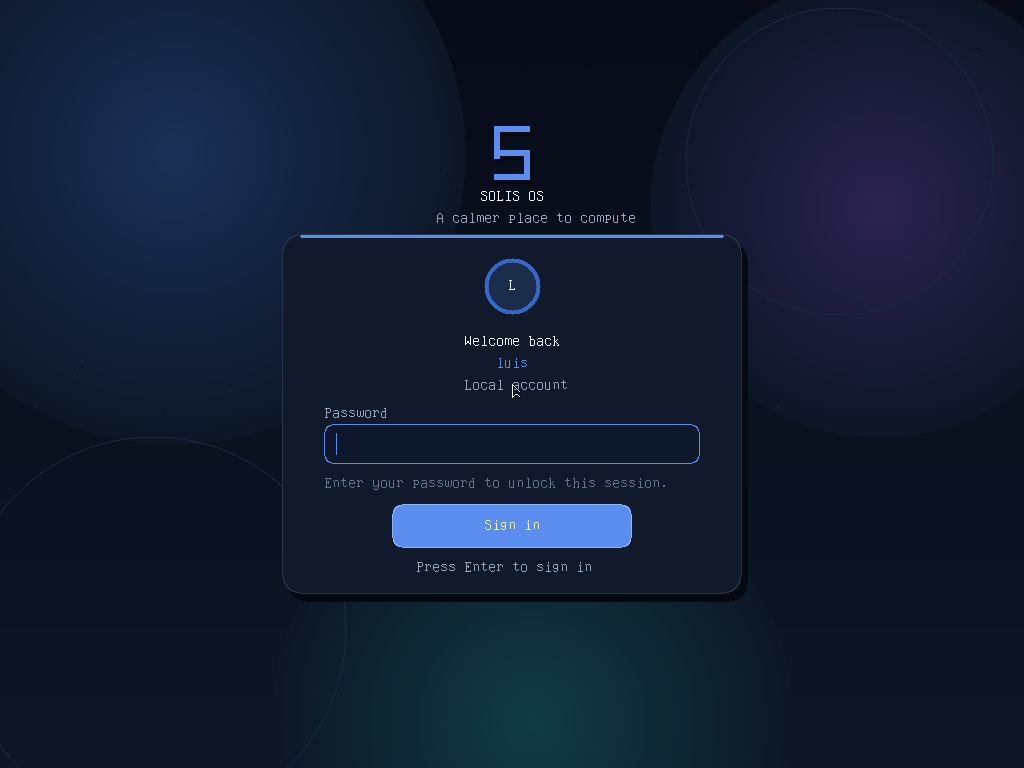 S
SOLIS OS
A calmer place to compute
L
Welcome back
luis
Local account
Password
Enter your password to unlock this session.
Sign in
Press Enter to sign in